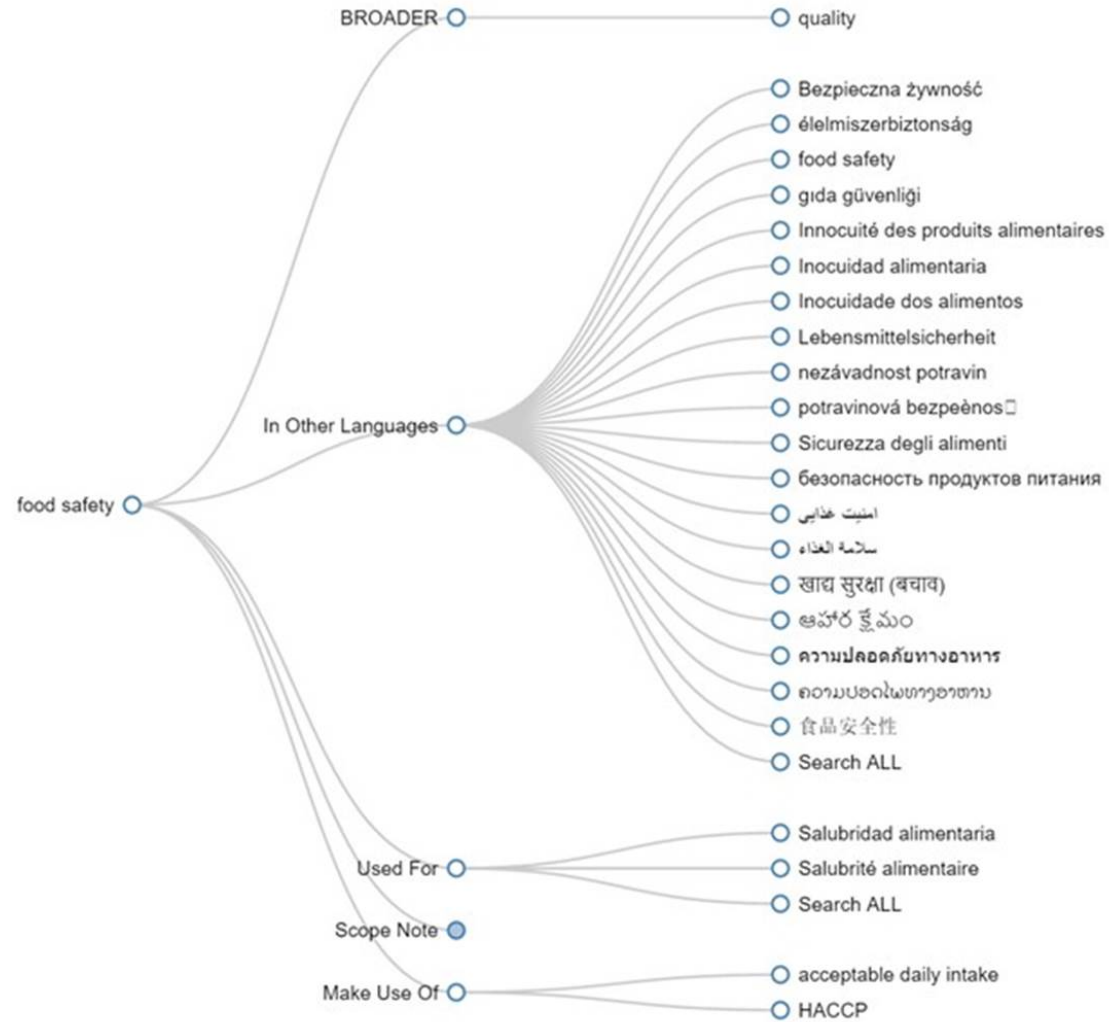 BROADER
quality
Bezpieczna żywność
élelmiszerbiztonság
food safety
gıda güvenliği
Innocuité des produits alimentaires
Inocuidad alimentaria
Inocuidade dos alimentos
Lebensmittelsicherheit
nezávadnost potravin
In Other Languages
potravinová bezpeènos
Sicurezza degli alimenti
безопасность продуктов питания
food safety
امنیت غذایی
سلامة الغذاء
खाद्य सुरक्षा (बचाव)
ఆహార క్షేమం
ความปลอดภัยทางอาหาร
ຄວາມປອດໄພທາງອາຫານ
食品安全性
Search ALL
Salubridad alimentaria
Used For
Salubrité alimentaire
Search ALL
Scope Note
acceptable daily intake
Make Use Of
HACCP